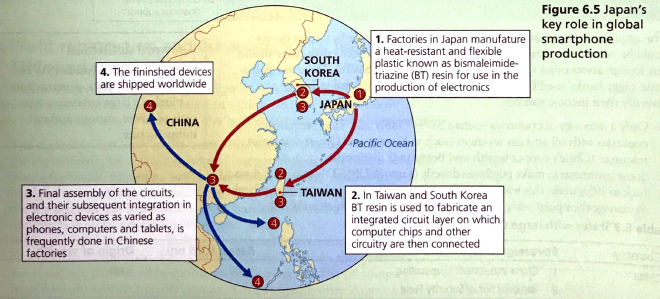 Figure 6.5 Japan's
key role in global
smartphone
production
1. Factories in Japan manufature
a heat-resistant and flexible
plastic known as bismaleimide-
triazine (BT) resin for use in the
production of electronics
4. The fininshed devices
are shipped worldwide
SOUTH
KOREA
2
1
3
JAPAN
4
CHINA
Pacific Ocean
3
2
TAIWAN
3
4
4
3. Final assembly of the circuits,
and their subsequent integration in
electronic devices as varied as
phones, computers and tablets, is
frequently done in Chinese
factories
2. In Taiwan and South Korea
BT resin is used to fabricate an
integrated circuit layer on which
computer chips and other
circuitry are then connected